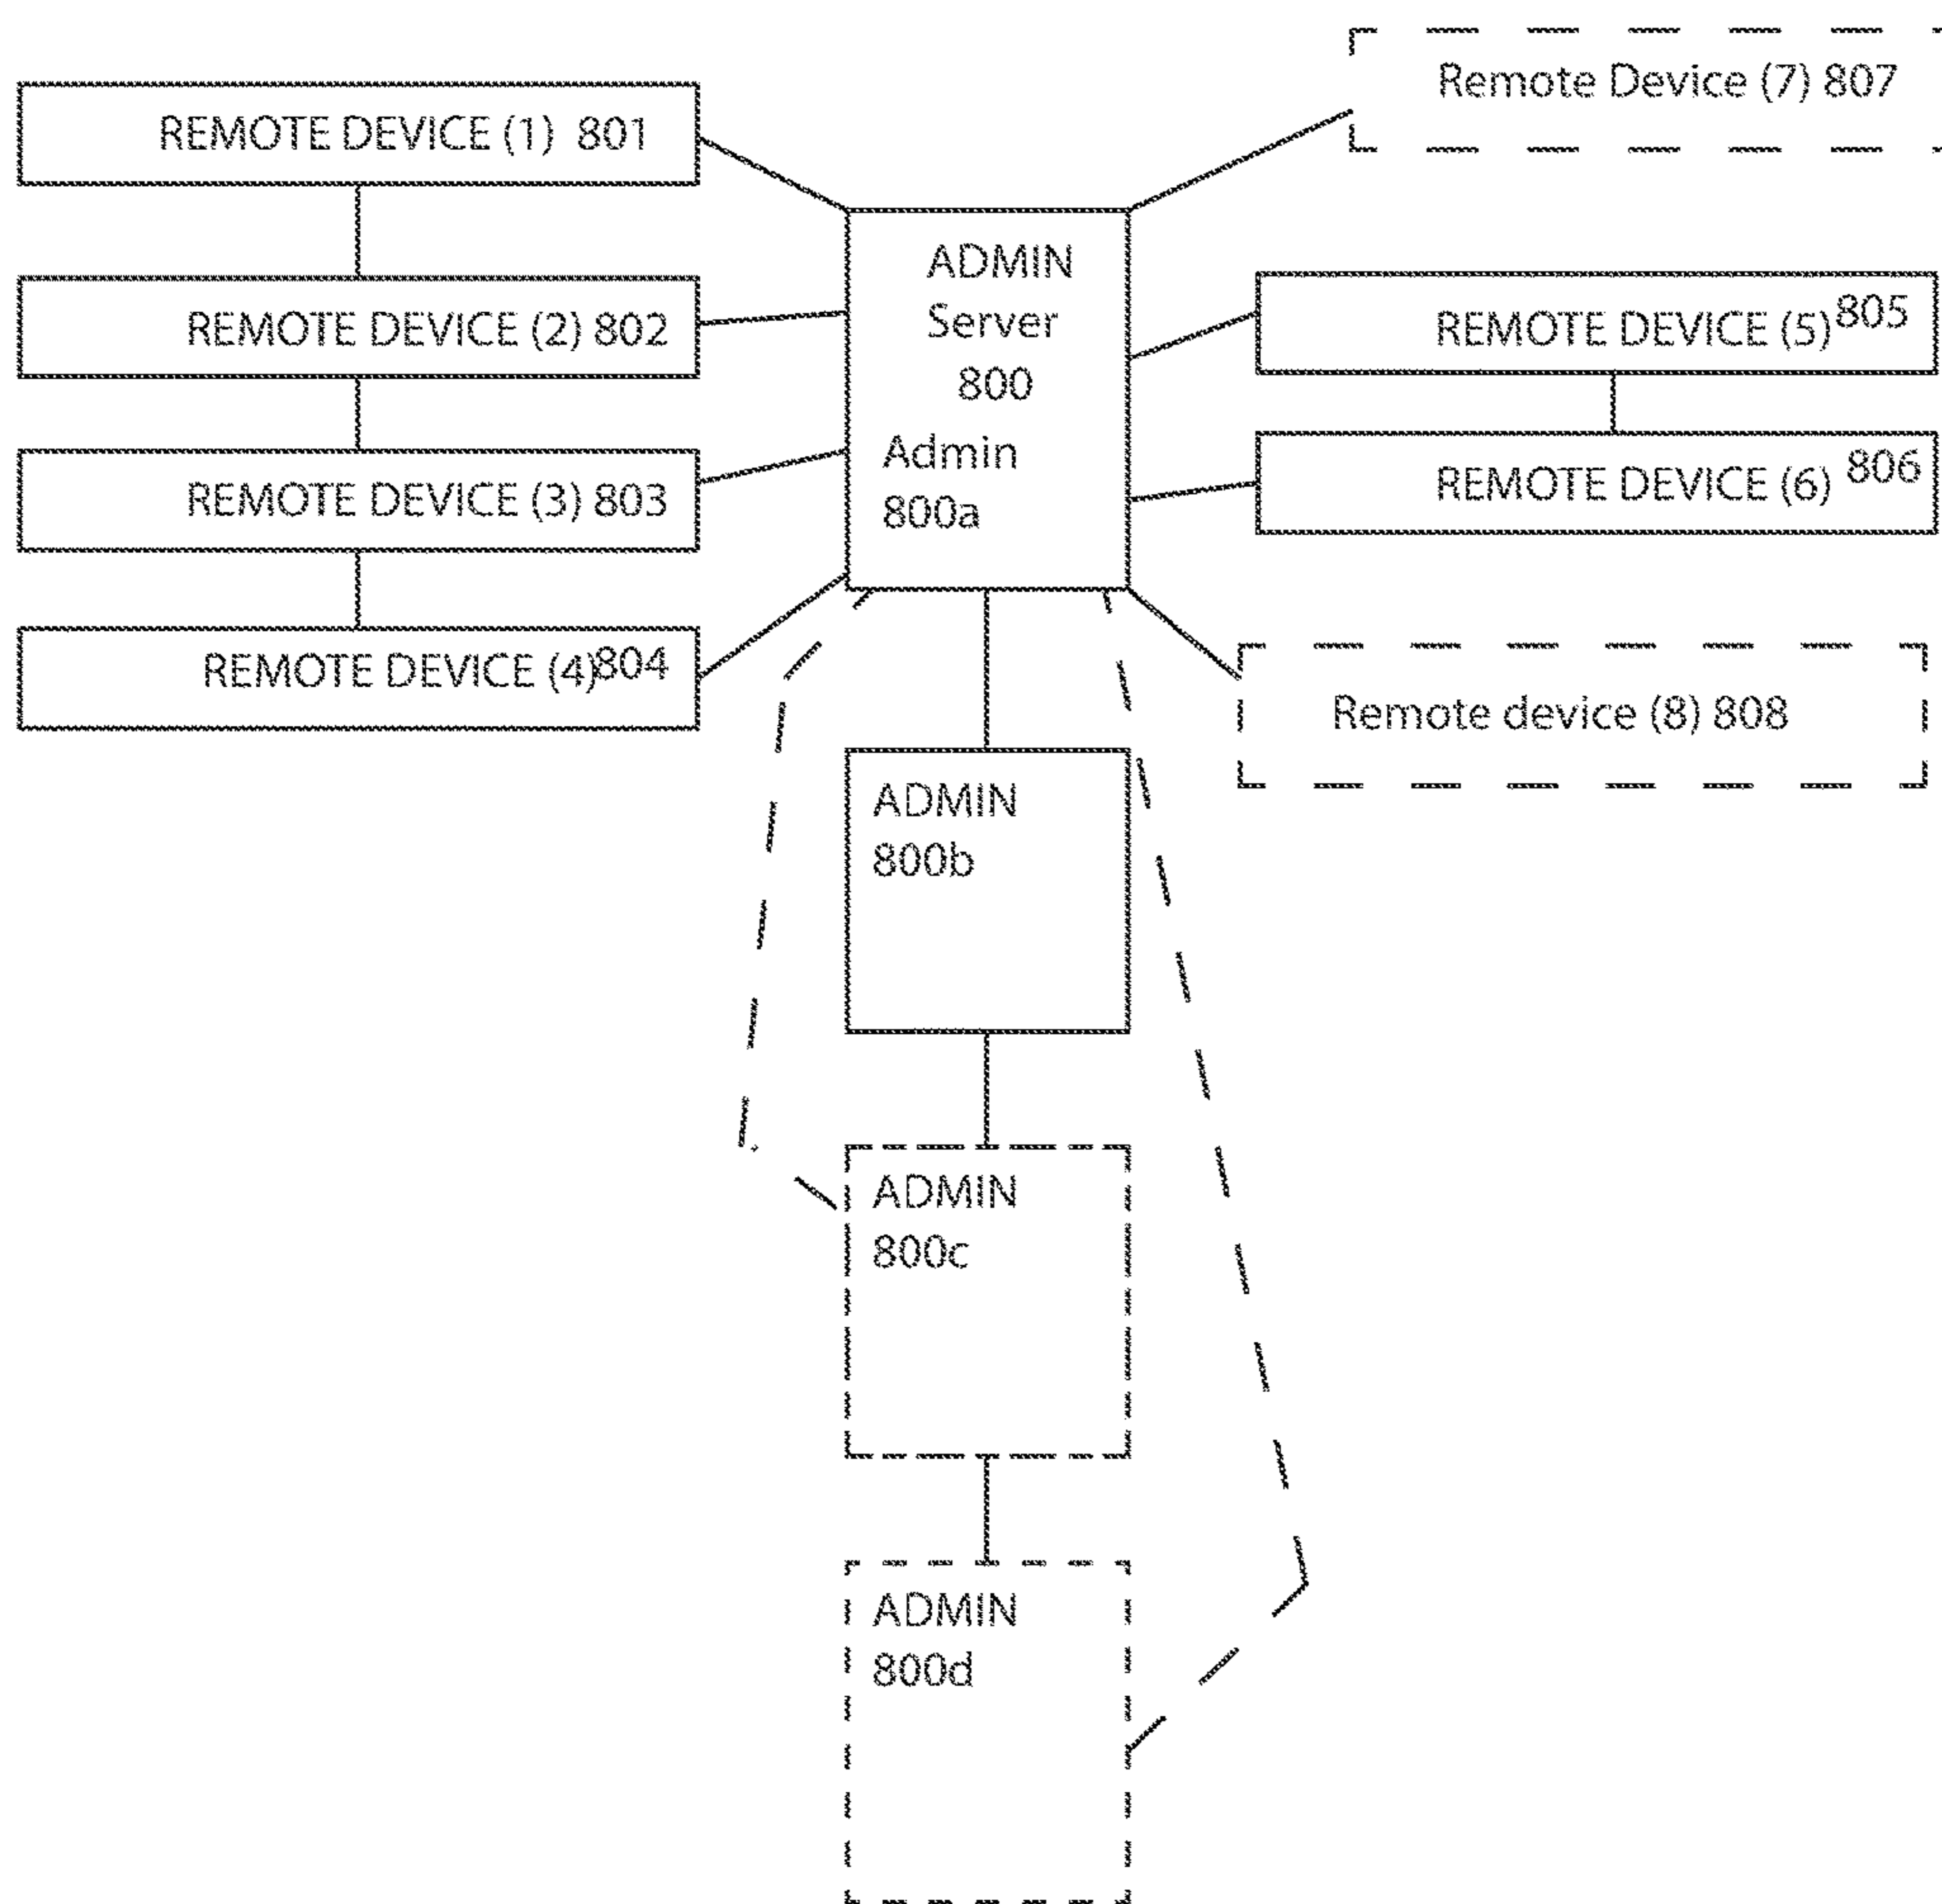 REMOTE DEVICE (1) 801
REMOTE DEVICE (2) 802
REMOTE DEVICE (3) 803
REMOTE DEVICE (4) 804
ADMIN
Server
800
Admin
800a
Remote Device (7) 807
REMOTE DEVICE (5) 805
REMOTE DEVICE (6) 806
Remote device (8) 808
ADMIN
800b
ADMIN
800c
ADMIN
800d